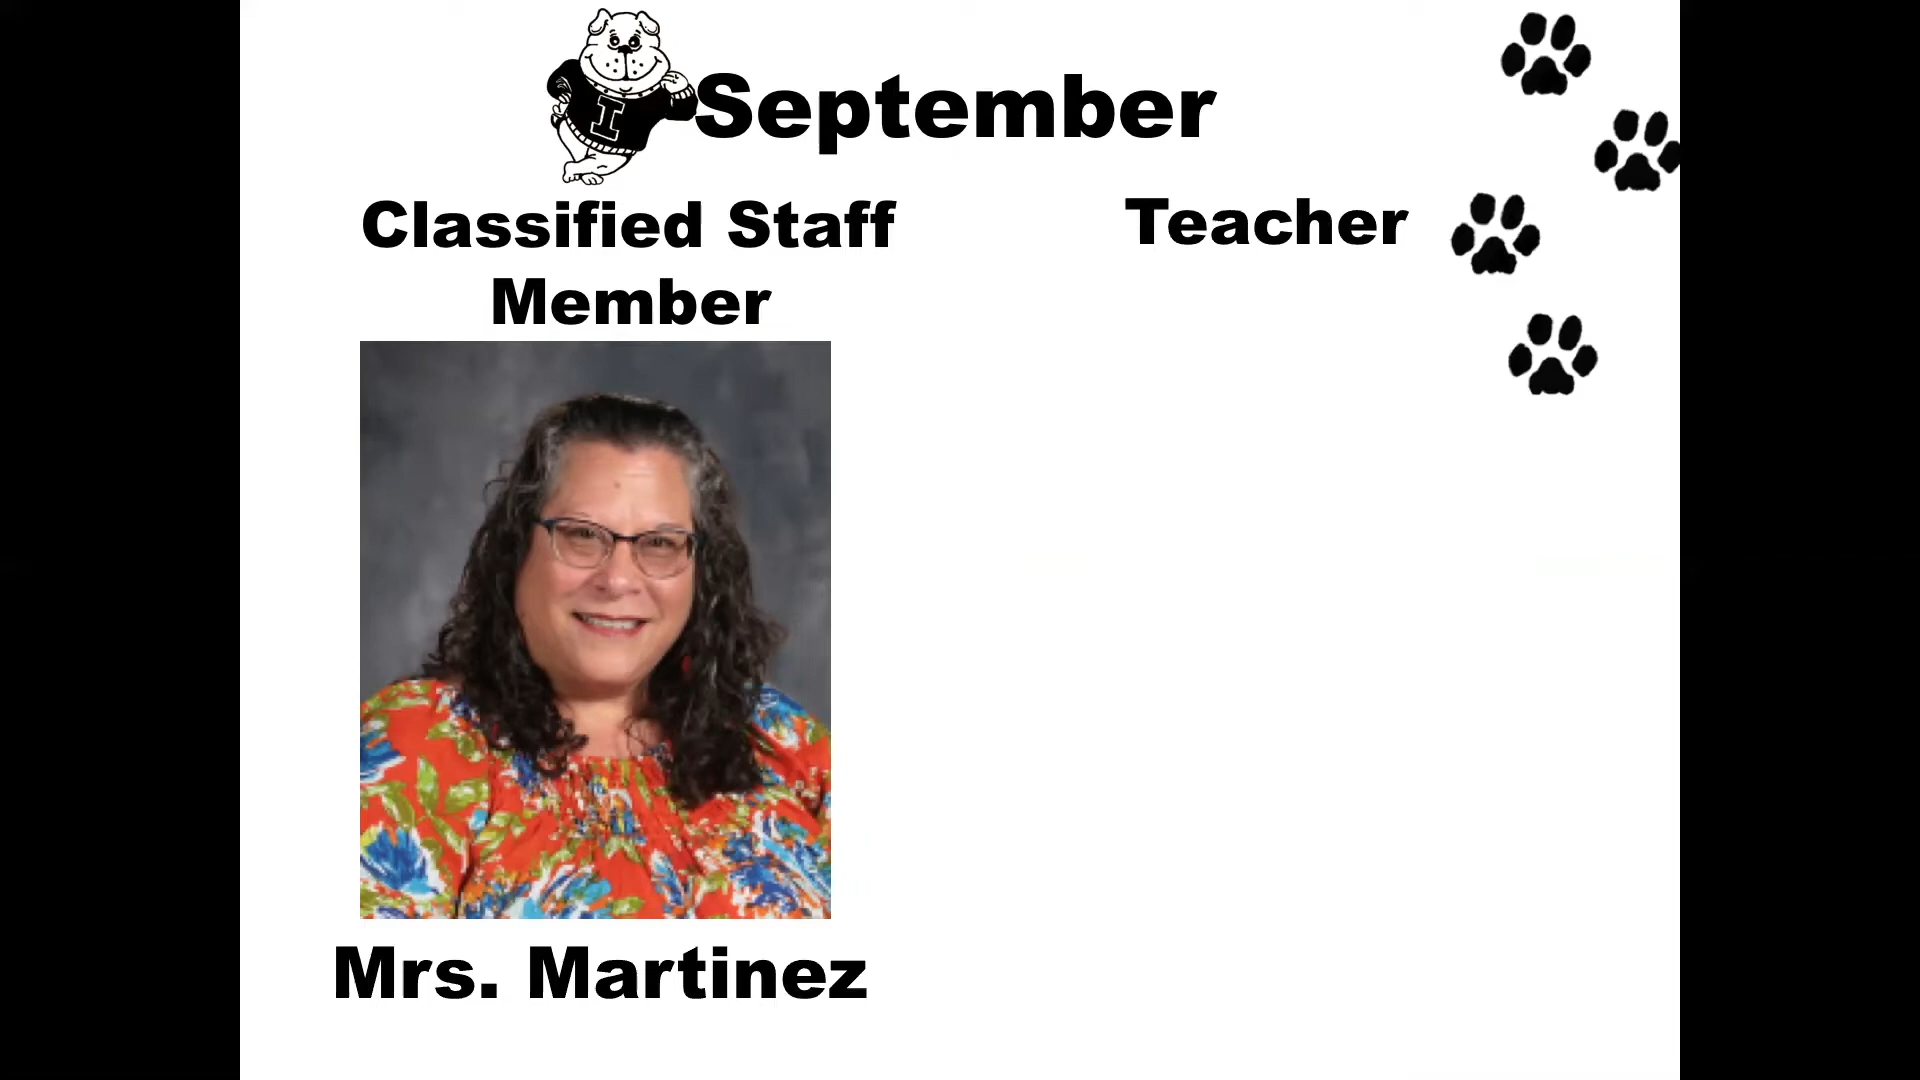 I
September
Classified Staff
Member
Teacher
Mrs. Martinez